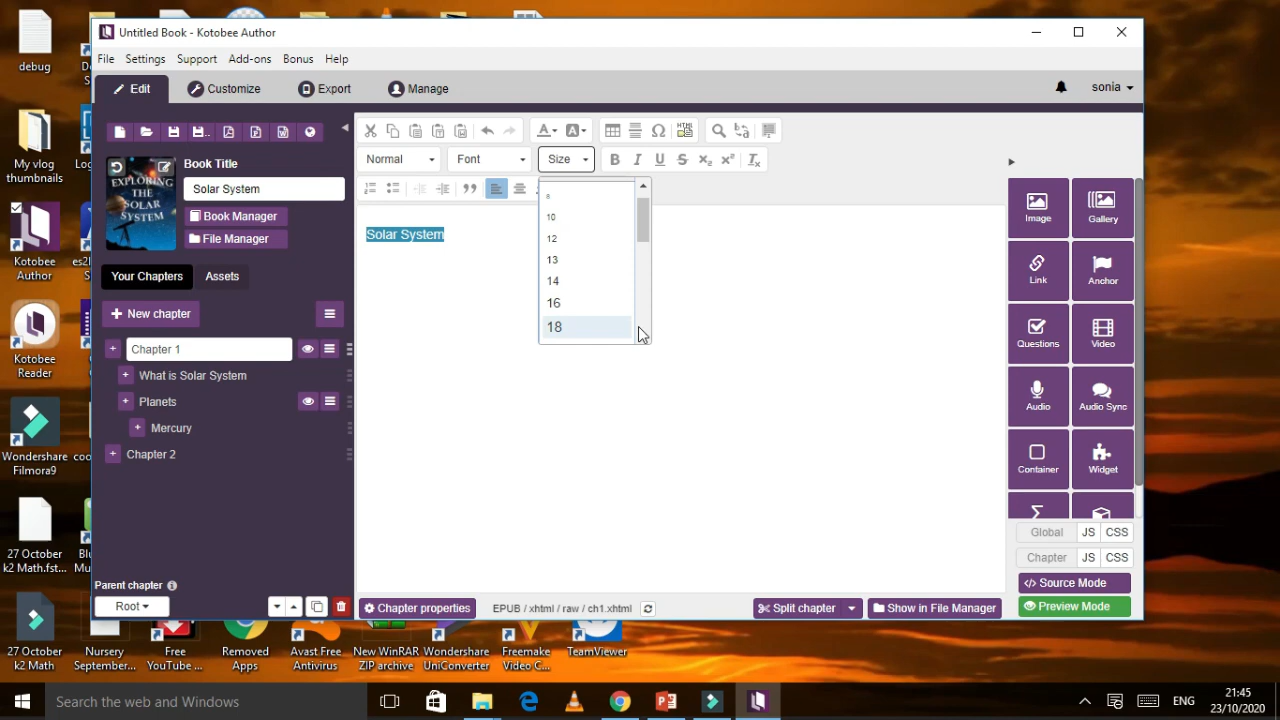 debug
My vlog
thumbnails
Kotobee
Author
Kotobee
Reader
Wondershare
Filmora9
27 October
k2 Math.fst...
27 October
k2 Math
Untitled Book - Kotobee Author
File
Settings
Support
Add-ons
Bonus
Help
Edit
Customize
Export
Manage
sonia
Book Title
EXPLORING
THE
SOLAR
SYSTEM
Solar System
Book Manager
File Manager
Your Chapters
Assets
+ New chapter
Chapter 1
What is Solar System
Planets
Mercury
Chapter 2
Parent chapter
Root
Normal
Font
Size
8
10
12
13
14
16
18
Solar System
Image
Gallery
Link
Anchor
Questions
Video
Audio
Audio Sync
Container
Widget
Global
JS
CSS
Chapter
JS
CSS
</> Source Mode
Preview Mode
Chapter properties
EPUB / xhtml / raw / ch1.xhtml
Split chapter
Show in File Manager
Nursery
September...
Free
YouTube ...
Removed
Apps
Avast Free
Antivirus
New WinRAR
ZIP archive
Wondershare
UniConverter
Freemake
Video C...
TeamViewer
Search the web and Windows
ENG
21:45
23/10/2020